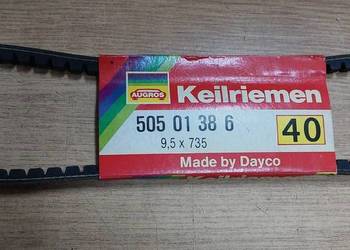 AUGROS
Keilriemen
505 01 38 6
40
9,5 x 735
Made by Dayco